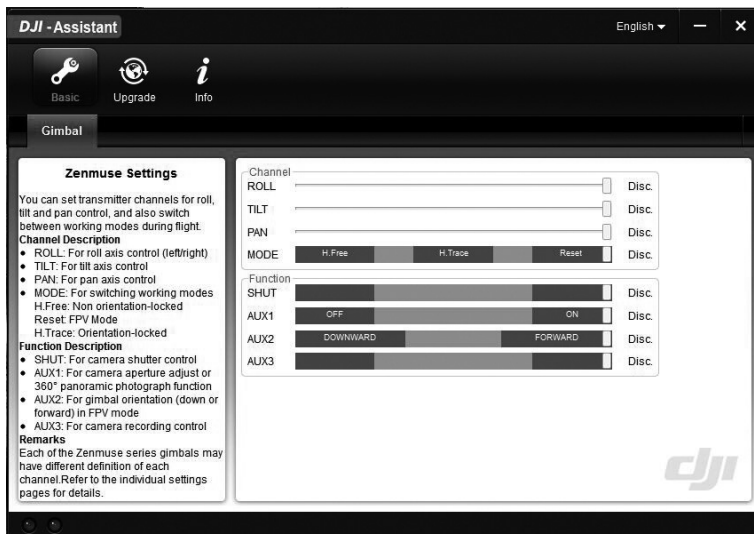 DJI - Assistant
English
Basic
Upgrade
Info
Gimbal
Zenmuse Settings
You can set transmitter channels for roll,
tilt and pan control, and also switch
between working modes during flight.
Channel Description
• ROLL: For roll axis control (left/right)
• TILT: For tilt axis control
• PAN: For pan axis control
• MODE: For switching working modes
H.Free: Non orientation-locked
Reset: FPV Mode
H.Trace: Orientation-locked
Function Description
• SHUT: For camera shutter control
• AUX1: For camera aperture adjust or
360° panoramic photograph function
• AUX2: For gimbal orientation (down or
forward) in FPV mode
• AUX3: For camera recording control
Remarks
Each of the Zenmuse series gimbals may
have different definition of each
channel.Refer to the individual settings
pages for details.
Channel
ROLL Disc.
TILT Disc.
PAN Disc.
MODE H.Free H.Trace Reset Disc.
Function
SHUT Disc.
AUX1 OFF ON Disc.
AUX2 DOWNWARD FORWARD Disc.
AUX3 Disc.
dji